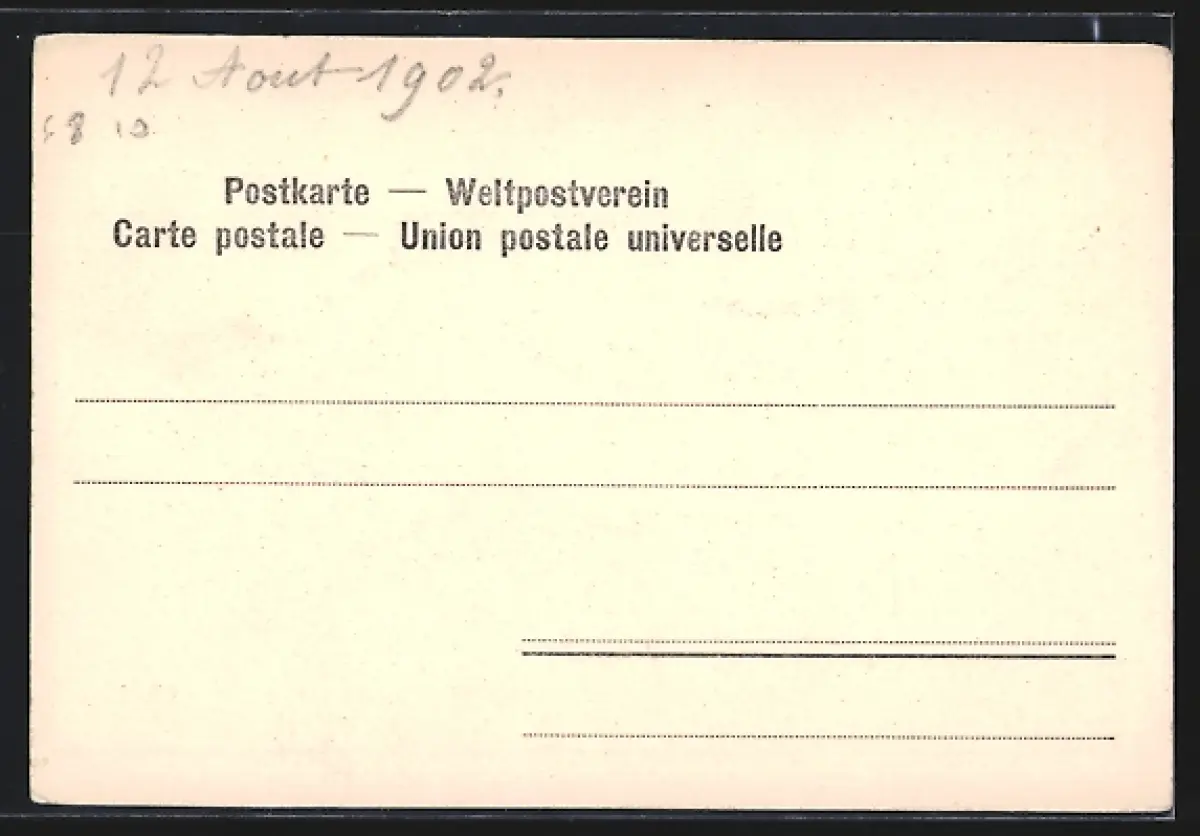 12 Aout 1902.
Postkarte — Weltpostverein
Carte postale — Union postale universelle